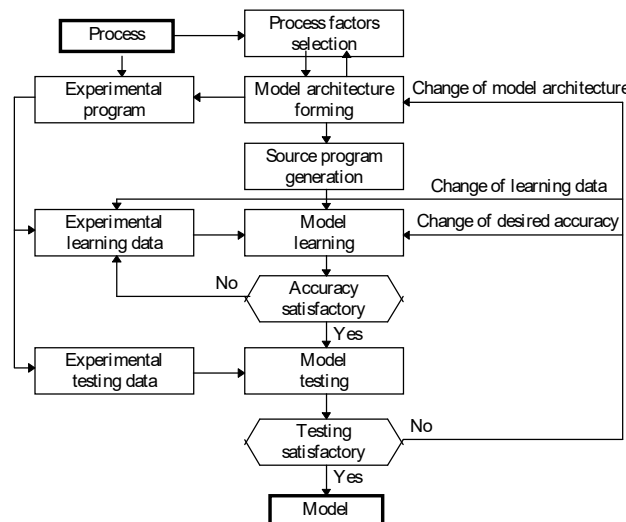 Process
Process factors
selection
Experimental
program
Model architecture
forming
Change of model architecture
Source program
generation
Change of learning data
Experimental
learning data
Model
learning
Change of desired accuracy
No
Accuracy
satisfactory
Yes
Experimental
testing data
Model
testing
Testing
satisfactory
No
Yes
Model